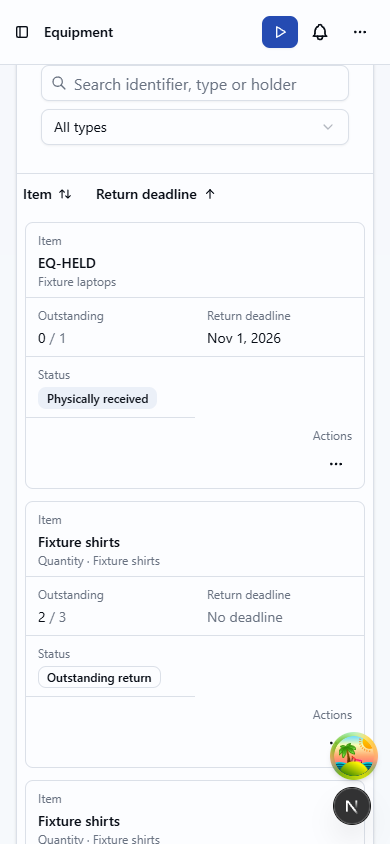 Equipment
Search identifier, type or holder
All types
Item Return deadline
Item
EQ-HELD
Fixture laptops
Outstanding Return deadline
0 / 1 Nov 1, 2026
Status
Physically received
Actions
Item
Fixture shirts
Quantity · Fixture shirts
Outstanding Return deadline
2 / 3 No deadline
Status
Outstanding return
Actions
N
Item
Fixture shirts
Quantity · Fixture shirts